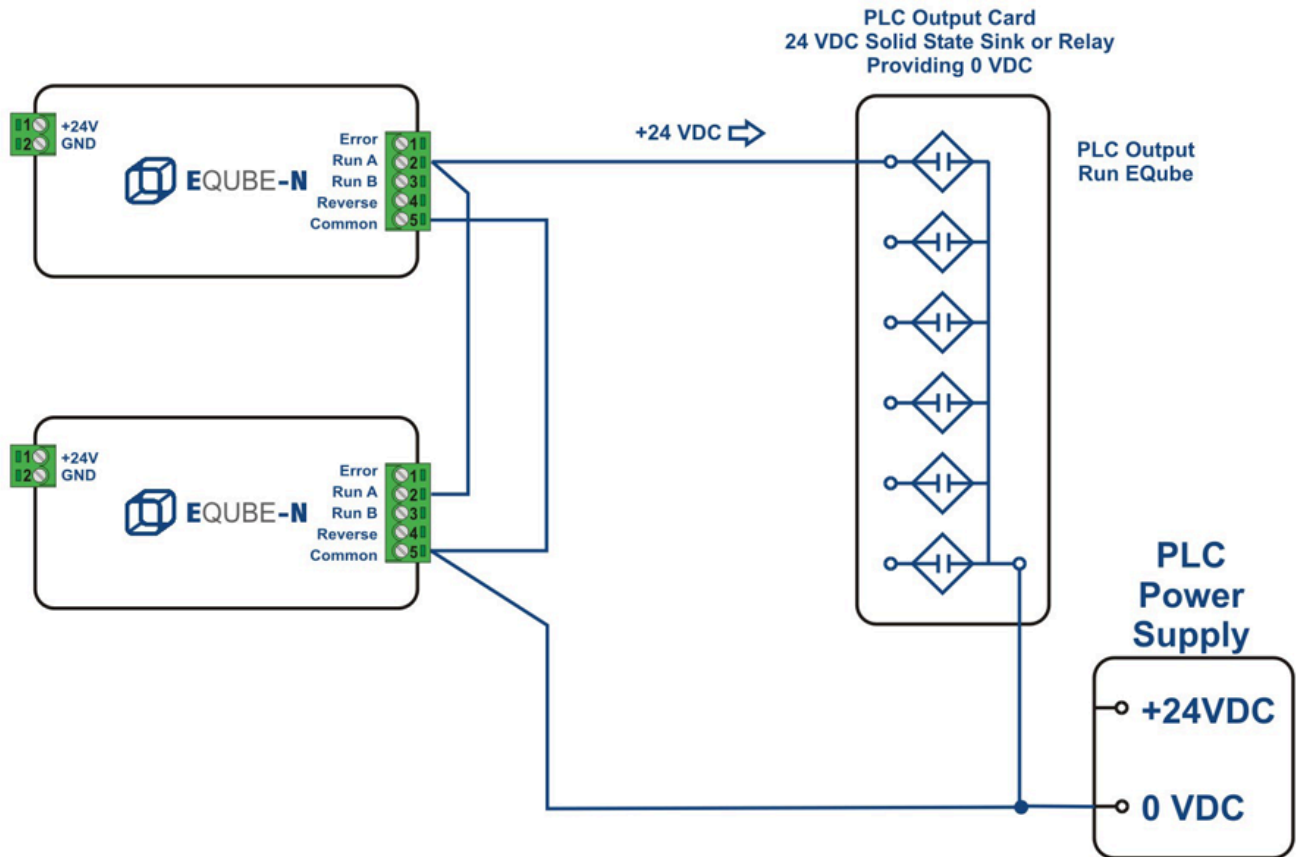 PLC Output Card
24 VDC Solid State Sink or Relay
Providing 0 VDC
1 +24V
2 GND
EQUBE-N
Error 1
Run A 2
Run B 3
Reverse 4
Common 5
+24 VDC
PLC Output
Run EQube
1 +24V
2 GND
EQUBE-N
Error 1
Run A 2
Run B 3
Reverse 4
Common 5
PLC
Power
Supply
+24VDC
0 VDC